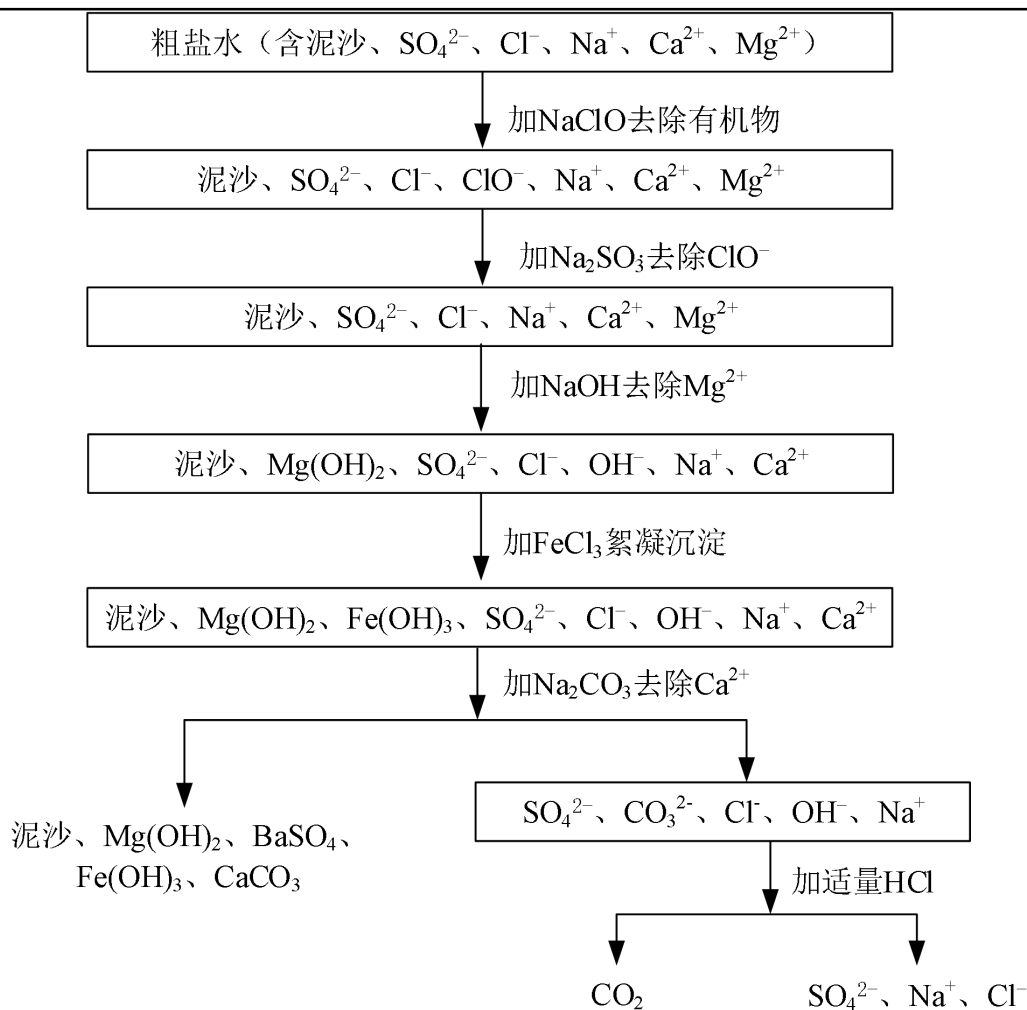 粗盐水（含泥沙、SO₄²⁻、Cl⁻、Na⁺、Ca²⁺、Mg²⁺）
加NaClO去除有机物
泥沙、SO₄²⁻、Cl⁻、ClO⁻、Na⁺、Ca²⁺、Mg²⁺
加Na₂SO₃去除ClO⁻
泥沙、SO₄²⁻、Cl⁻、Na⁺、Ca²⁺、Mg²⁺
加NaOH去除Mg²⁺
泥沙、Mg(OH)₂、SO₄²⁻、Cl⁻、OH⁻、Na⁺、Ca²⁺
加FeCl₃絮凝沉淀
泥沙、Mg(OH)₂、Fe(OH)₃、SO₄²⁻、Cl⁻、OH⁻、Na⁺、Ca²⁺
加Na₂CO₃去除Ca²⁺
泥沙、Mg(OH)₂、BaSO₄、
Fe(OH)₃、CaCO₃
SO₄²⁻、CO₃²⁻、Cl⁻、OH⁻、Na⁺
加适量HCl
CO₂
SO₄²⁻、Na⁺、Cl⁻